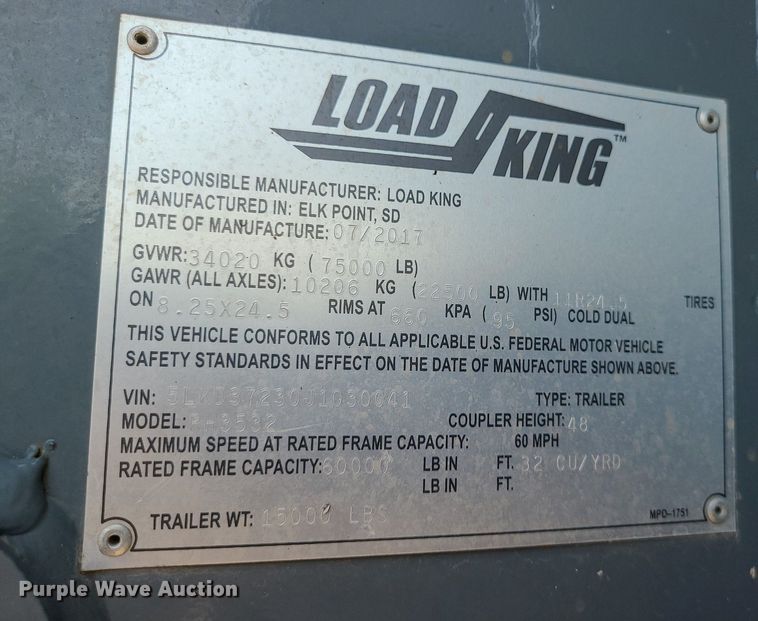 LOAD KING™
RESPONSIBLE MANUFACTURER: LOAD KING
MANUFACTURED IN: ELK POINT, SD
DATE OF MANUFACTURE: 07/2017
GVWR: 34020 KG ( 75000 LB)
GAWR (ALL AXLES): 10206 KG (22500 LB) WITH 11R24.5 TIRES
ON 8.25X24.5 RIMS AT 660 KPA ( 95 PSI) COLD DUAL
THIS VEHICLE CONFORMS TO ALL APPLICABLE U.S. FEDERAL MOTOR VEHICLE
SAFETY STANDARDS IN EFFECT ON THE DATE OF MANUFACTURE SHOWN ABOVE.
VIN: TYPE: TRAILER
MODEL: COUPLER HEIGHT: 48
MAXIMUM SPEED AT RATED FRAME CAPACITY: 60 MPH
RATED FRAME CAPACITY: 60000 LB IN FT. 32 CU/YRD
LB IN FT.
TRAILER WT: 15000 LBS
MPD-1751
Purple Wave Auction